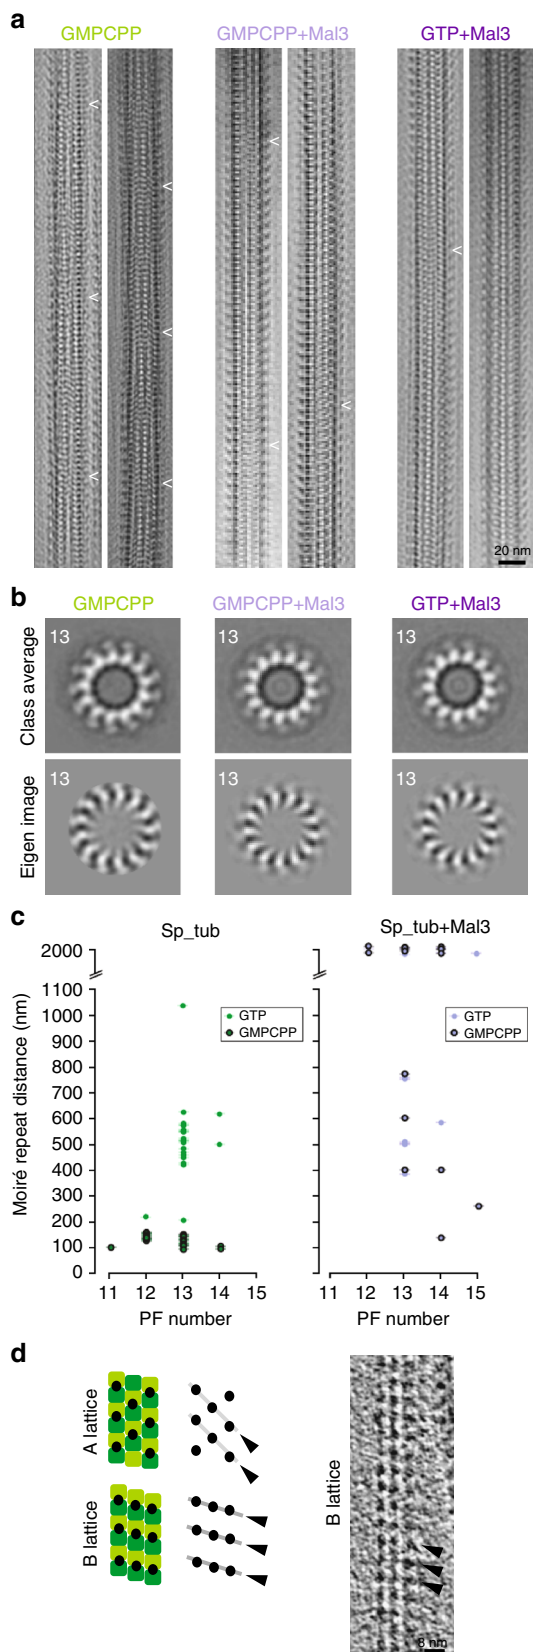 a
GMPCPP GMPCPP+Mal3 GTP+Mal3
<
<
<
<
<
<
<
<
<
<
20 nm
b
GMPCPP GMPCPP+Mal3 GTP+Mal3
Class average
13 13 13
Eigen image
13 13 13
c
Sp_tub Sp_tub+Mal3
Moiré repeat distance (nm)
2000
1100
1000
900
800
700
600
500
400
300
200
100
0
GTP
GMPCPP
GTP
GMPCPP
11 12 13 14 15 11 12 13 14 15
PF number PF number
d
A lattice
B lattice
B lattice
8 nm